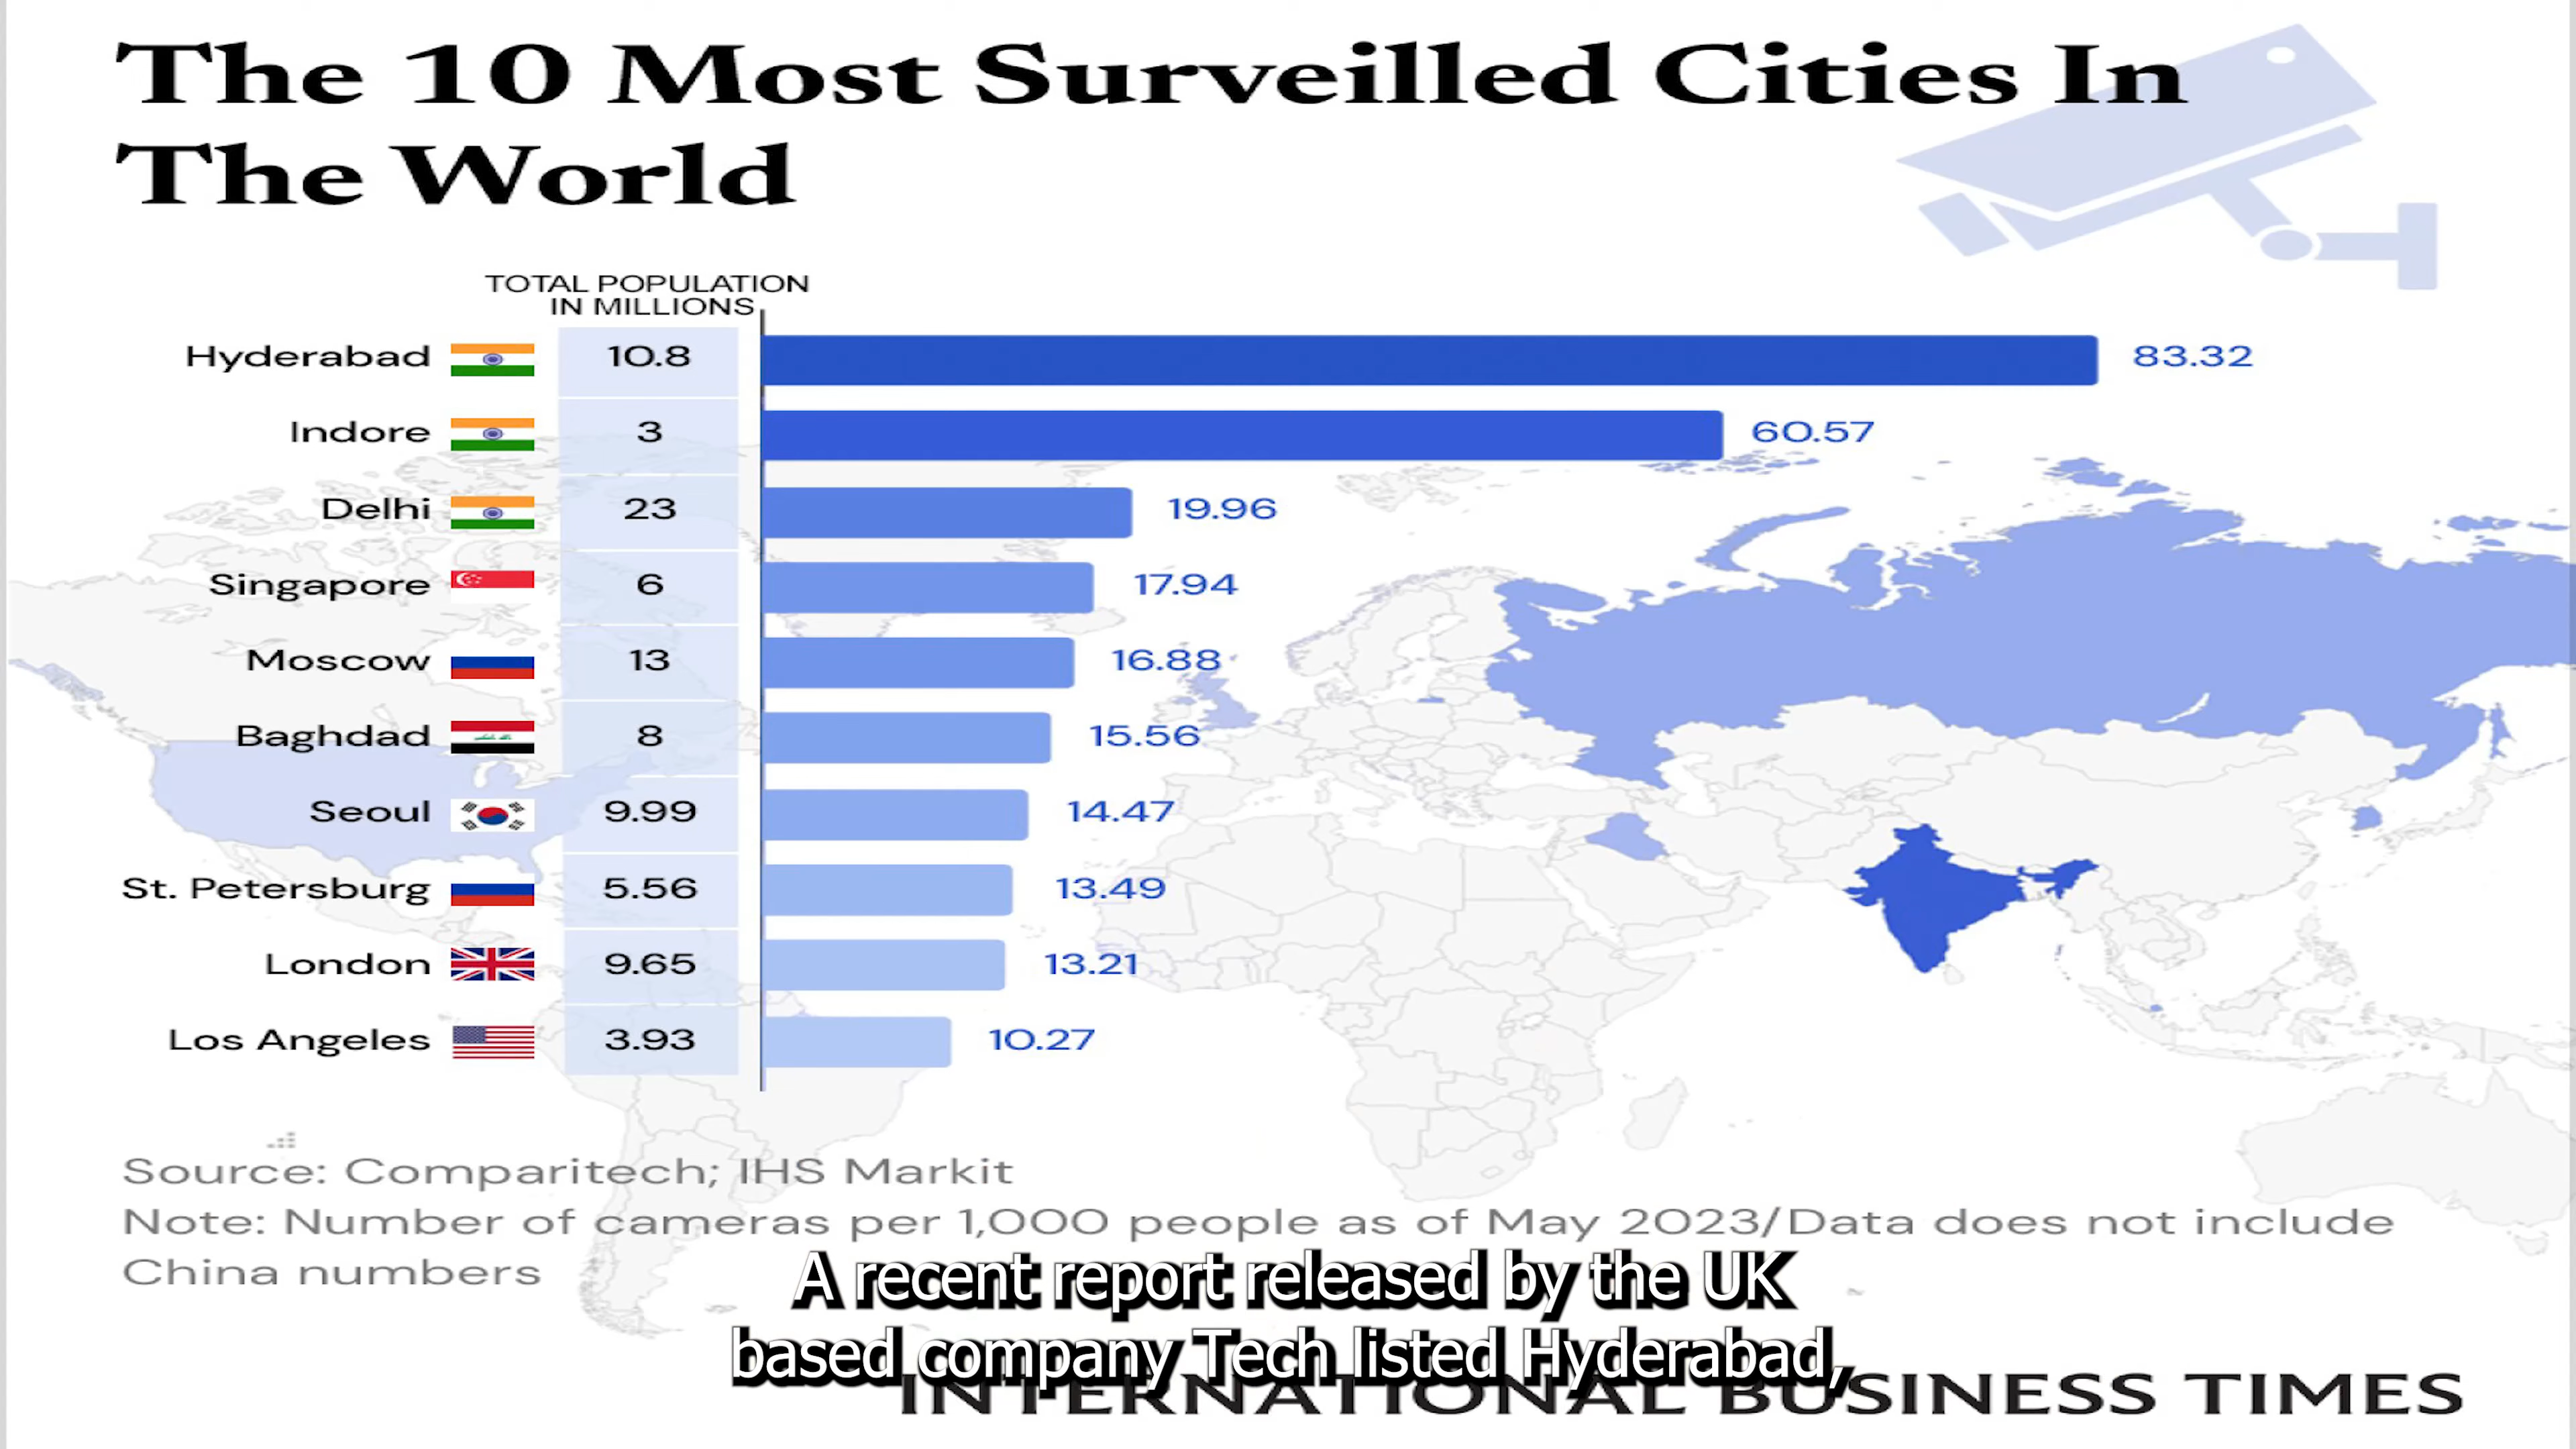 The 10 Most Surveilled Cities In
The World
TOTAL POPULATION
IN MILLIONS
Hyderabad 10.8 83.32
Indore 3 60.57
Delhi 23 19.96
Singapore 6 17.94
Moscow 13 16.88
Baghdad 8 15.56
Seoul 9.99 14.47
St. Petersburg 5.56 13.49
London 9.65 13.21
Los Angeles 3.93 10.27
Source: Comparitech; IHS Markit
Note: Number of cameras per 1,000 people as of May 2023/Data does not include
China numbers
A recent report released by the UK
based company Tech listed Hyderabad,
INTERNATIONAL BUSINESS TIMES